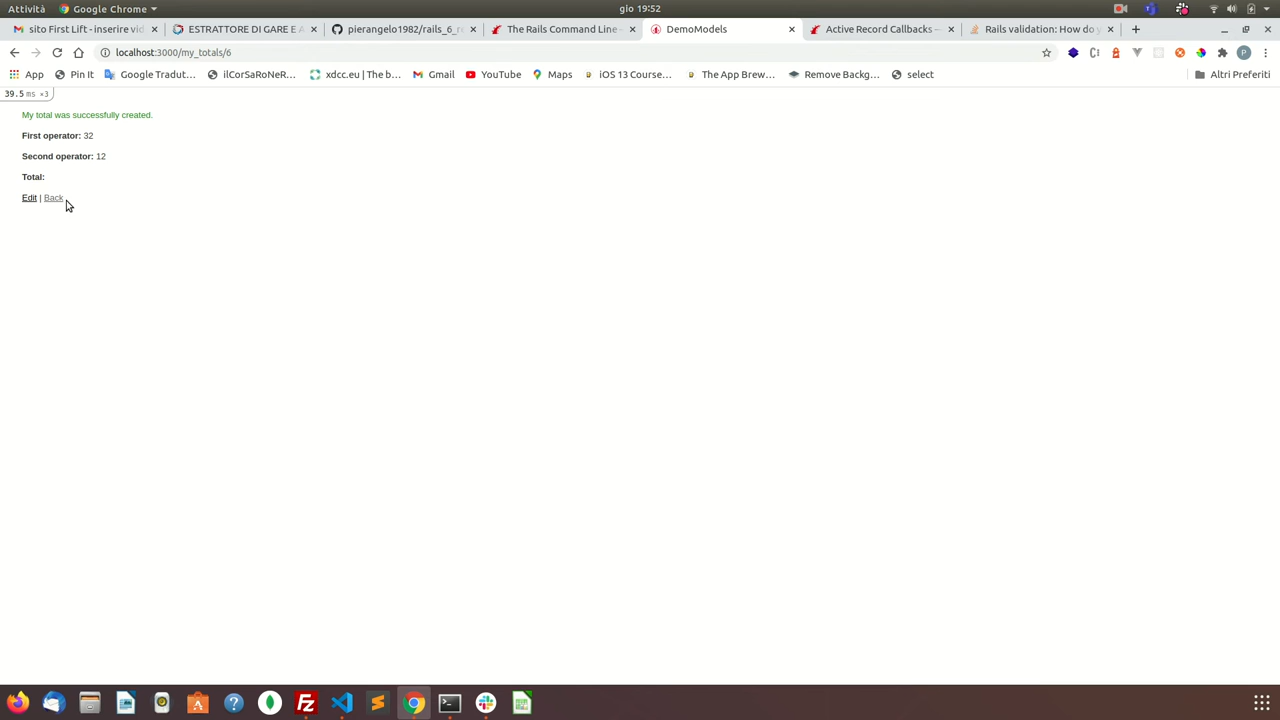 Attività
Google Chrome
gio 19:52
sito First Lift - inserire vid
ESTRATTORE DI GARE E A
pierangelo1982/rails_6_r
The Rails Command Line -
DemoModels
Active Record Callbacks —
Rails validation: How do y
localhost:3000/my_totals/6
P
App
Pin It
Google Tradut...
ilCorSaRoNeR...
xdcc.eu | The b...
Gmail
YouTube
Maps
iOS 13 Course...
The App Brew...
Remove Backg...
select
Altri Preferiti
39.5 ms ×3
My total was successfully created.
First operator: 32
Second operator: 12
Total:
Edit | Back